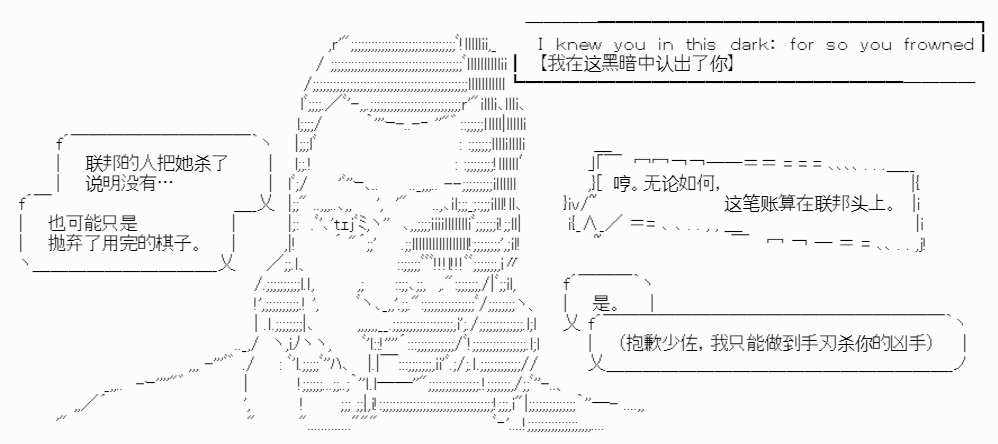 I knew you in this dark: for so you frowned
【我在这黑暗中认出了你】
联邦的人把她杀了
说明没有…
也可能只是
抛弃了用完的棋子。
哼。无论如何，
这笔账算在联邦头上。
是。
（抱歉少佐，我只能做到手刃杀你的凶手）